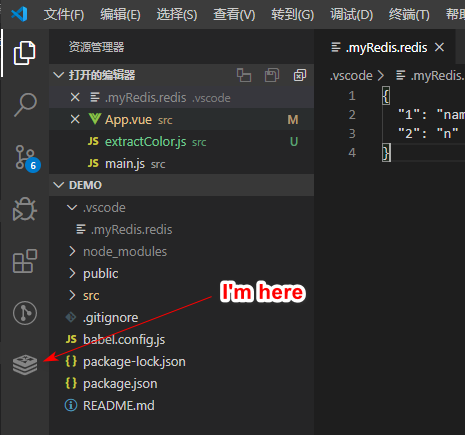 文件(F) 编辑(E) 选择(S) 查看(V) 转到(G) 调试(D) 终端(T) 帮
资源管理器
打开的编辑器
.myRedis.redis .vscode
App.vue src M
JS extractColor.js src U
JS main.js src
DEMO
.vscode
.myRedis.redis
node_modules
public
src
.gitignore
JS babel.config.js
{ } package-lock.json
{ } package.json
README.md
6
I'm here
.myRedis.redis
.vscode > .myRedis.
1 {
2 "1": "nam
3 "2": "n"
4 }